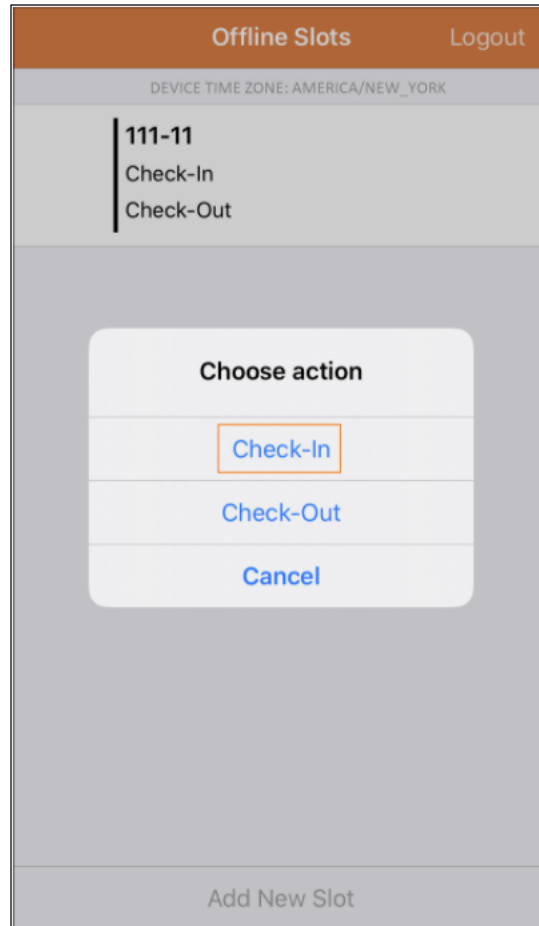 Offline Slots Logout
DEVICE TIME ZONE: AMERICA/NEW_YORK
111-11
Check-In
Check-Out
Choose action
Check-In
Check-Out
Cancel
Add New Slot